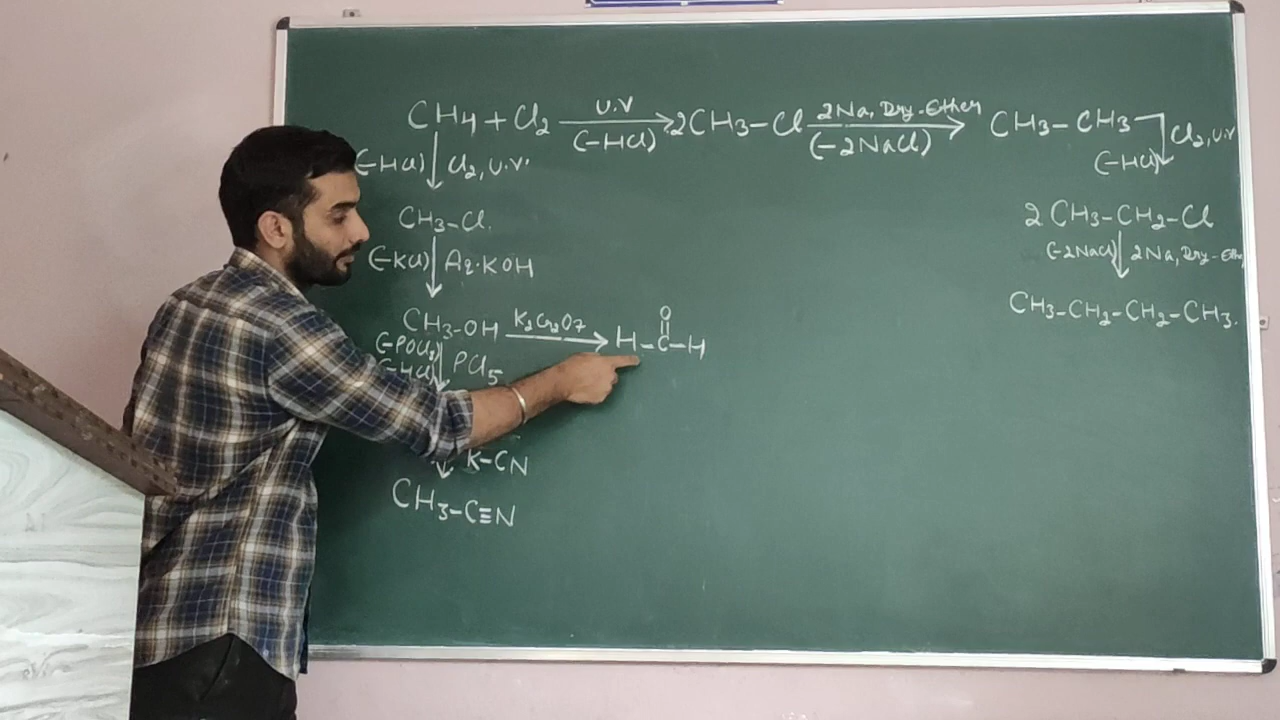 CH4 + Cl2 U.V (-HCl) 2CH3-Cl 2Na, Dry-Ether (-2NaCl) CH3-CH3
(-HCl) Cl2, U.V.
Cl2, U.V
(-HCl)
CH3-Cl.
2 CH3-CH2-Cl
(-KCl) Aq.KOH
(-2NaCl) 2Na, Dry-Ethe
CH3-CH2-CH2-CH3.
CH3-OH K2Cr2O7 H-C-H
O
(-POCl3) PCl5
(-HCl)
K-CN
CH3-C≡N